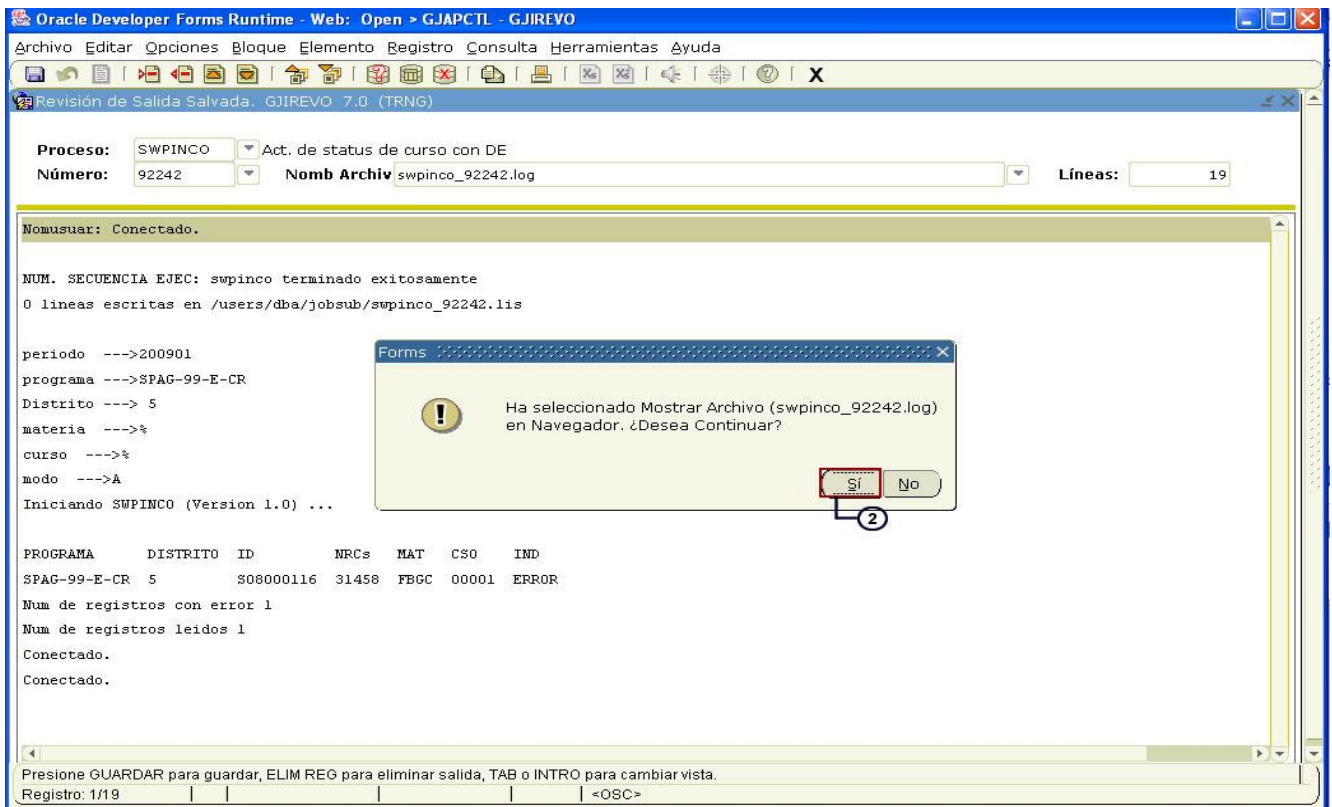 Oracle Developer Forms Runtime - Web: Open > GJAPCTL - GJIREVO
Archivo Editar Opciones Bloque Elemento Registro Consulta Herramientas Ayuda
Revisión de Salida Salvada. GJIREVO 7.0 (TRNG)
Proceso: SWPINCO Act. de status de curso con DE
Número: 92242 Nomb Archiv swpinco_92242.log Líneas: 19
Nomusuar: Conectado.
NUM. SECUENCIA EJEC: swpinco terminado exitosamente
0 lineas escritas en /users/dba/jobsub/swpinco_92242.lis
periodo --->200901
programa --->SPAG-99-E-CR
Distrito ---> 5
materia --->%
curso --->%
modo --->A
Iniciando SWPINCO (Version 1.0) ...
Forms
Ha seleccionado Mostrar Archivo (swpinco_92242.log)
en Navegador. ¿Desea Continuar?
Sí No
2
PROGRAMA DISTRITO ID NRCs MAT CSO IND
SPAG-99-E-CR 5 S08000116 31458 FBGC 00001 ERROR
Num de registros con error 1
Num de registros leidos 1
Conectado.
Conectado.
Presione GUARDAR para guardar, ELIM REG para eliminar salida, TAB o INTRO para cambiar vista.
Registro: 1/19 <OSC>